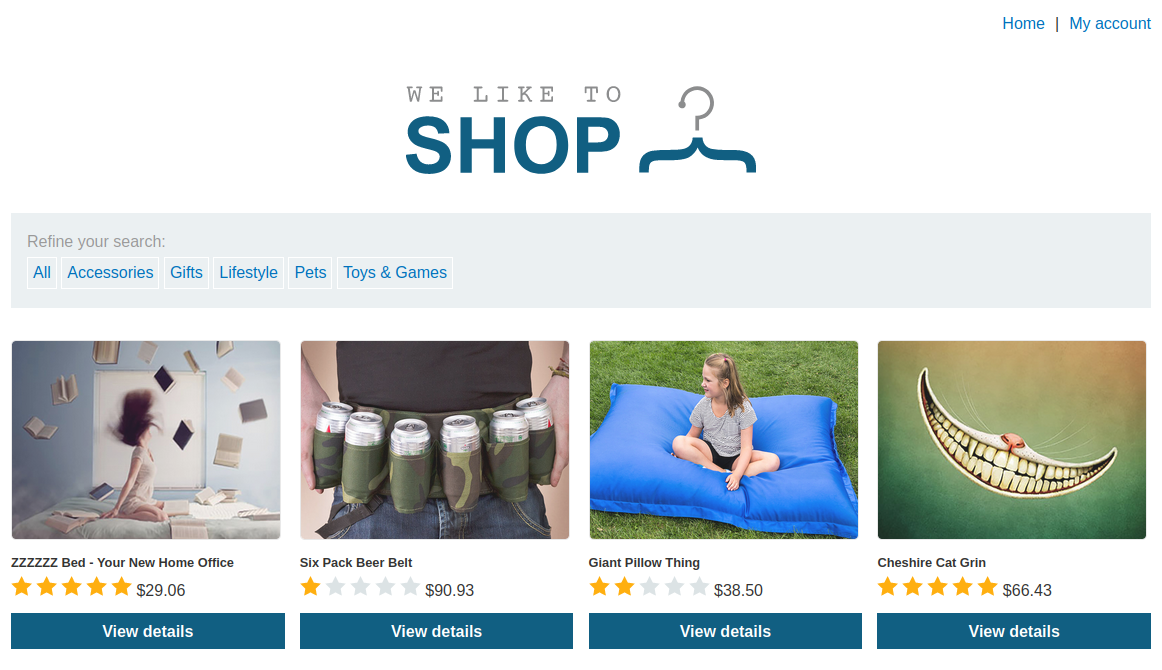 Home | My account
WE LIKE TO
SHOP
Refine your search:
All Accessories Gifts Lifestyle Pets Toys & Games
ZZZZZZ Bed - Your New Home Office Six Pack Beer Belt Giant Pillow Thing Cheshire Cat Grin
$29.06 $90.93 $38.50 $66.43
View details View details View details View details